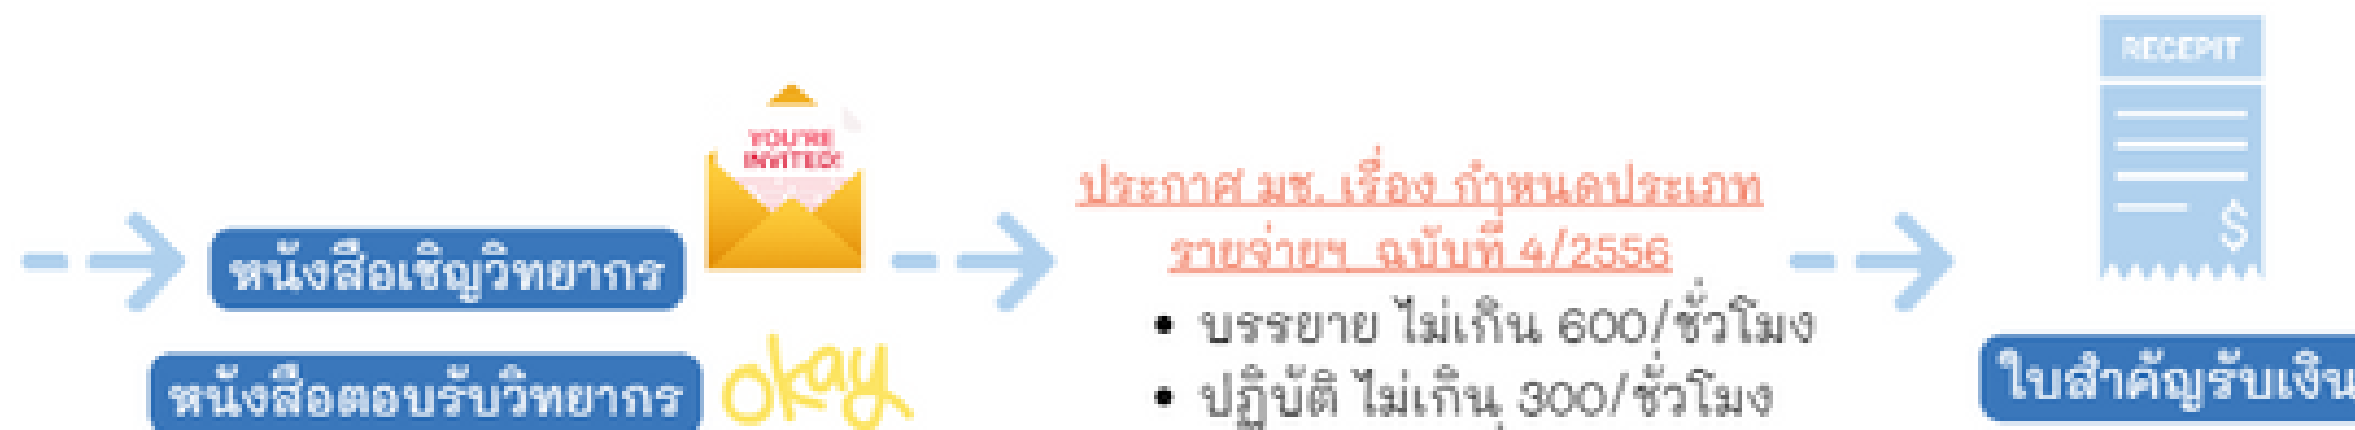 YOU'RE
INVITED!
หนังสือเชิญวิทยากร
หนังสือตอบรับวิทยากร
okay
ประกาศ มช. เรื่อง กำหนดประเภท
รายจ่ายฯ ฉบับที่ 4/2556
• บรรยาย ไม่เกิน 600/ชั่วโมง
• ปฏิบัติ ไม่เกิน 300/ชั่วโมง
RECEPIT
$
ใบสำคัญรับเงิน